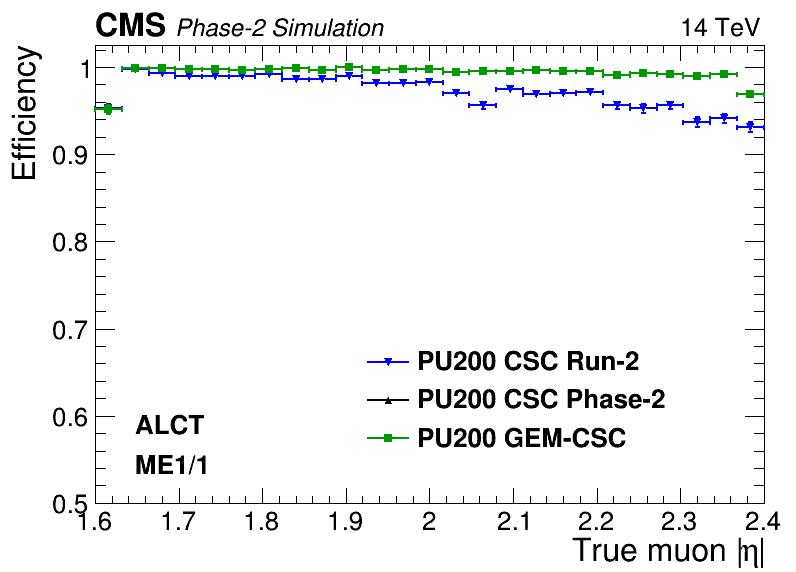 CMS Phase-2 Simulation 14 TeV
Efficiency
1
0.9
0.8
0.7
0.6
0.5
PU200 CSC Run-2
PU200 CSC Phase-2
PU200 GEM-CSC
ALCT
ME1/1
1.6 1.7 1.8 1.9 2 2.1 2.2 2.3 2.4
True muon |η|